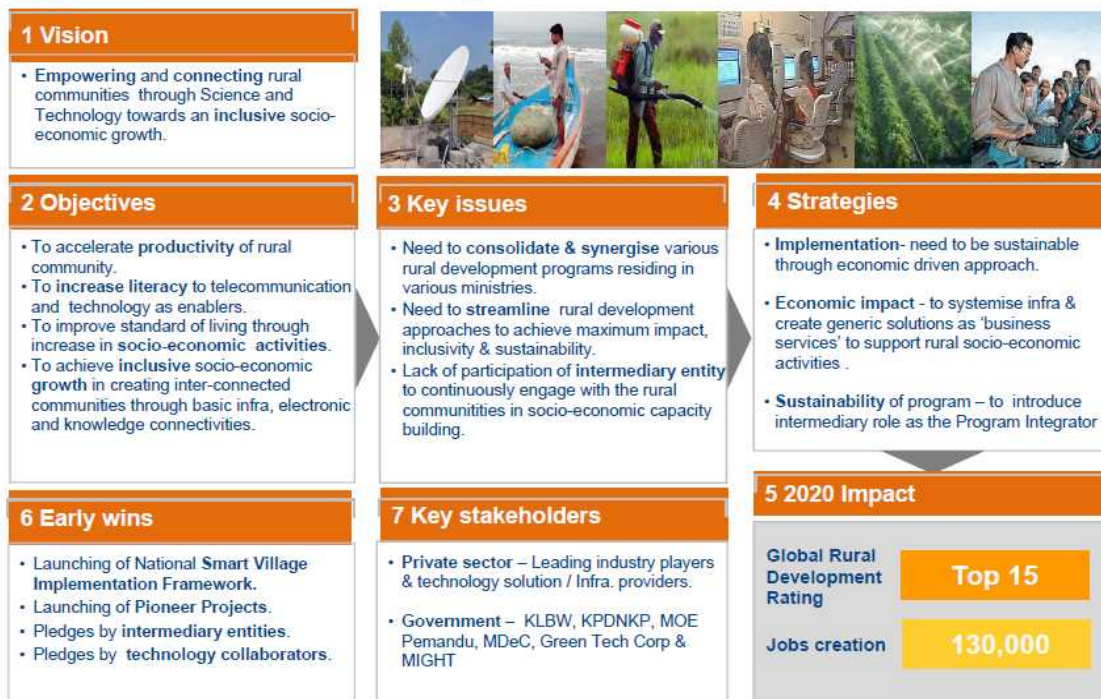 1 Vision
• Empowering and connecting rural
communities through Science and
Technology towards an inclusive socio-
economic growth.
2 Objectives
• To accelerate productivity of rural
community.
• To increase literacy to telecommunication
and technology as enablers.
• To improve standard of living through
increase in socio-economic activities.
• To achieve inclusive socio-economic
growth in creating inter-connected
communities through basic infra, electronic
and knowledge connectivities.
3 Key issues
• Need to consolidate & synergise various
rural development programs residing in
various ministries.
• Need to streamline rural development
approaches to achieve maximum impact,
inclusivity & sustainability.
• Lack of participation of intermediary entity
to continuously engage with the rural
communitities in socio-economic capacity
building.
4 Strategies
• Implementation- need to be sustainable
through economic driven approach.
• Economic impact - to systemise infra &
create generic solutions as ‘business
services’ to support rural socio-economic
activities .
• Sustainability of program – to introduce
intermediary role as the Program Integrator
5 2020 Impact
Global Rural
Development
Rating
Top 15
Jobs creation
130,000
6 Early wins
• Launching of National Smart Village
Implementation Framework.
• Launching of Pioneer Projects.
• Pledges by intermediary entities.
• Pledges by technology collaborators.
7 Key stakeholders
• Private sector – Leading industry players
& technology solution / Infra. providers.
• Government – KLBW, KPDNKP, MOE
Pemandu, MDeC, Green Tech Corp &
MIGHT